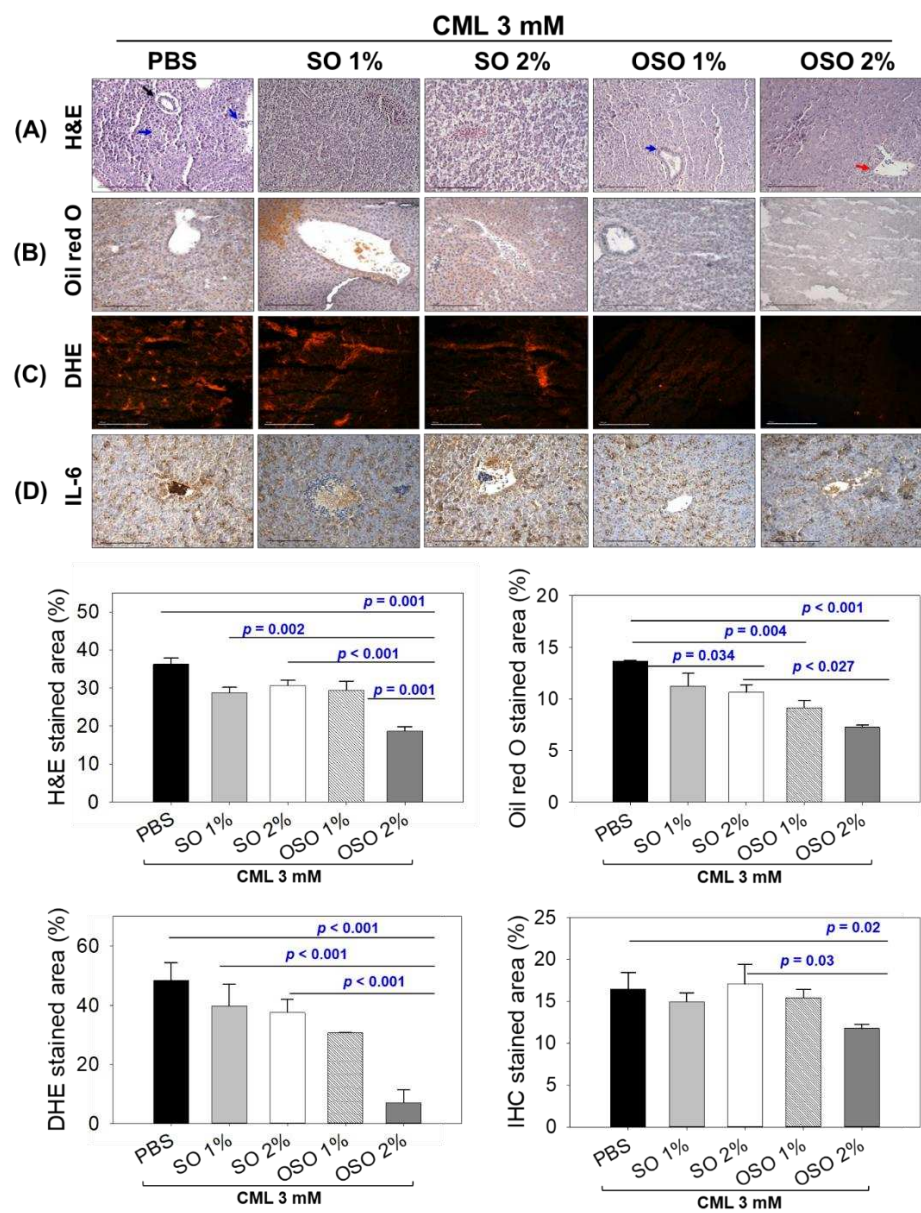 CML 3 mM
PBS SO 1% SO 2% OSO 1% OSO 2%
(A) H&E
(B) Oil red O
(C) DHE
(D) IL-6
H&E stained area (%)
50
40
30
20
10
0
p = 0.001
p = 0.002
p < 0.001
p = 0.001
PBS SO 1% SO 2% OSO 1% OSO 2%
CML 3 mM
Oil red O stained area (%)
20
15
10
5
0
p < 0.001
p = 0.004
p = 0.034
p < 0.027
PBS SO 1% SO 2% OSO 1% OSO 2%
CML 3 mM
DHE stained area (%)
60
40
20
0
p < 0.001
p < 0.001
p < 0.001
PBS SO 1% SO 2% OSO 1% OSO 2%
CML 3 mM
IHC stained area (%)
25
20
15
10
5
0
p = 0.02
p = 0.03
PBS SO 1% SO 2% OSO 1% OSO 2%
CML 3 mM